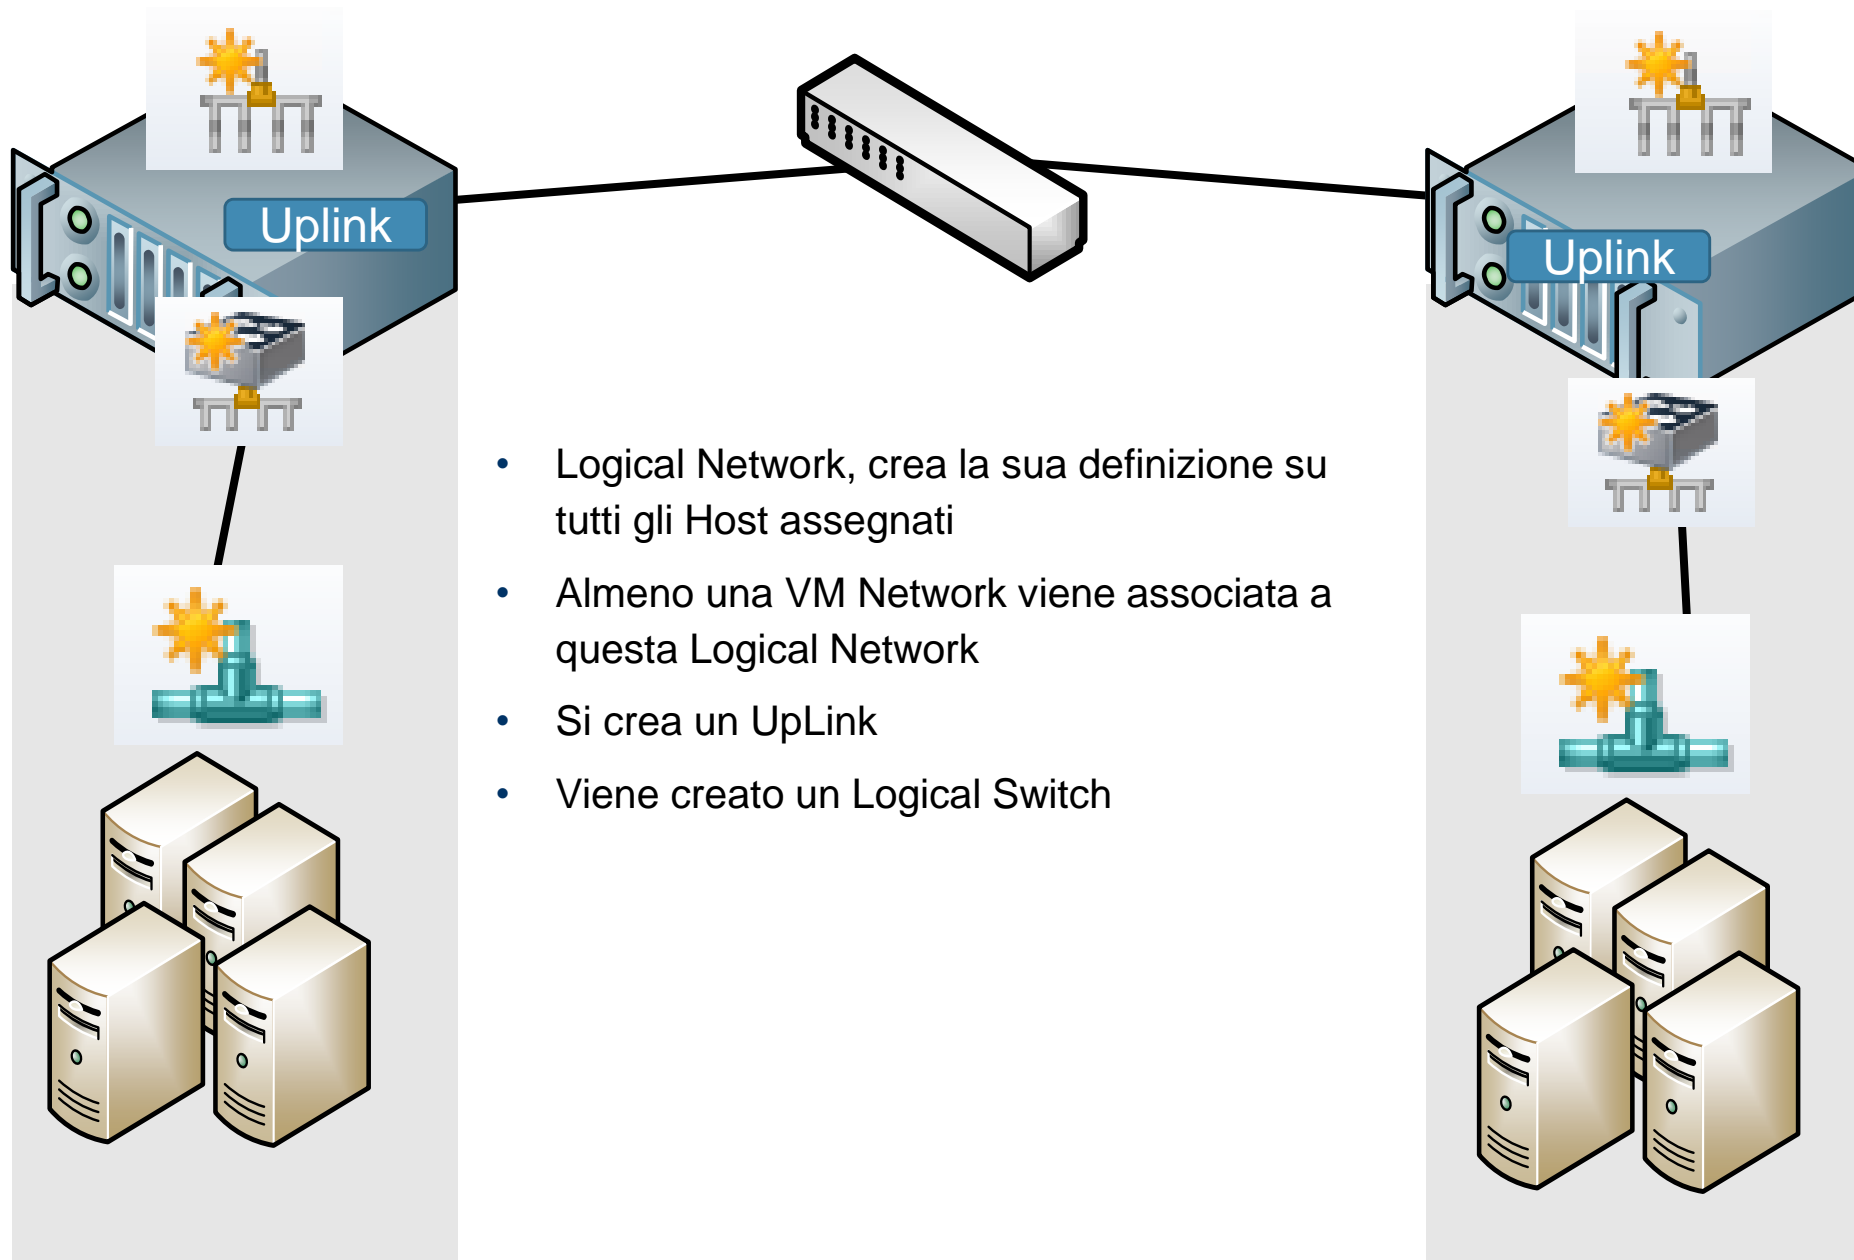 Uplink
Uplink
• Logical Network, crea la sua definizione su
tutti gli Host assegnati
• Almeno una VM Network viene associata a
questa Logical Network
• Si crea un UpLink
• Viene creato un Logical Switch